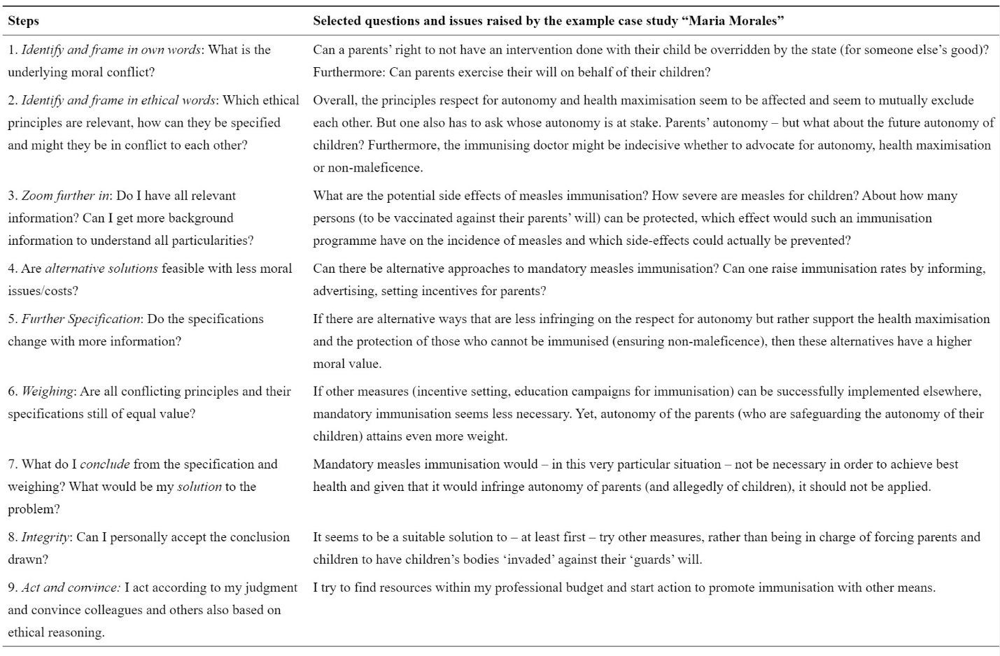 Steps
Selected questions and issues raised by the example case study “Maria Morales”
1. Identify and frame in own words: What is the
underlying moral conflict?
Can a parents’ right to not have an intervention done with their child be overridden by the state (for someone else’s good)?
Furthermore: Can parents exercise their will on behalf of their children?
2. Identify and frame in ethical words: Which ethical
principles are relevant, how can they be specified
and might they be in conflict to each other?
Overall, the principles respect for autonomy and health maximisation seem to be affected and seem to mutually exclude
each other. But one also has to ask whose autonomy is at stake. Parents’ autonomy – but what about the future autonomy of
children? Furthermore, the immunising doctor might be indecisive whether to advocate for autonomy, health maximisation
or non-maleficence.
3. Zoom further in: Do I have all relevant
information? Can I get more background
information to understand all particularities?
What are the potential side effects of measles immunisation? How severe are measles for children? About how many
persons (to be vaccinated against their parents’ will) can be protected, which effect would such an immunisation
programme have on the incidence of measles and which side-effects could actually be prevented?
4. Are alternative solutions feasible with less moral
issues/costs?
Can there be alternative approaches to mandatory measles immunisation? Can one raise immunisation rates by informing,
advertising, setting incentives for parents?
5. Further Specification: Do the specifications
change with more information?
If there are alternative ways that are less infringing on the respect for autonomy but rather support the health maximisation
and the protection of those who cannot be immunised (ensuring non-maleficence), then these alternatives have a higher
moral value.
6. Weighing: Are all conflicting principles and their
specifications still of equal value?
If other measures (incentive setting, education campaigns for immunisation) can be successfully implemented elsewhere,
mandatory immunisation seems less necessary. Yet, autonomy of the parents (who are safeguarding the autonomy of their
children) attains even more weight.
7. What do I conclude from the specification and
weighing? What would be my solution to the
problem?
Mandatory measles immunisation would – in this very particular situation – not be necessary in order to achieve best
health and given that it would infringe autonomy of parents (and allegedly of children), it should not be applied.
8. Integrity: Can I personally accept the conclusion
drawn?
It seems to be a suitable solution to – at least first – try other measures, rather than being in charge of forcing parents and
children to have children’s bodies ‘invaded’ against their ‘guards’ will.
9. Act and convince: I act according to my judgment
and convince colleagues and others also based on
ethical reasoning.
I try to find resources within my professional budget and start action to promote immunisation with other means.